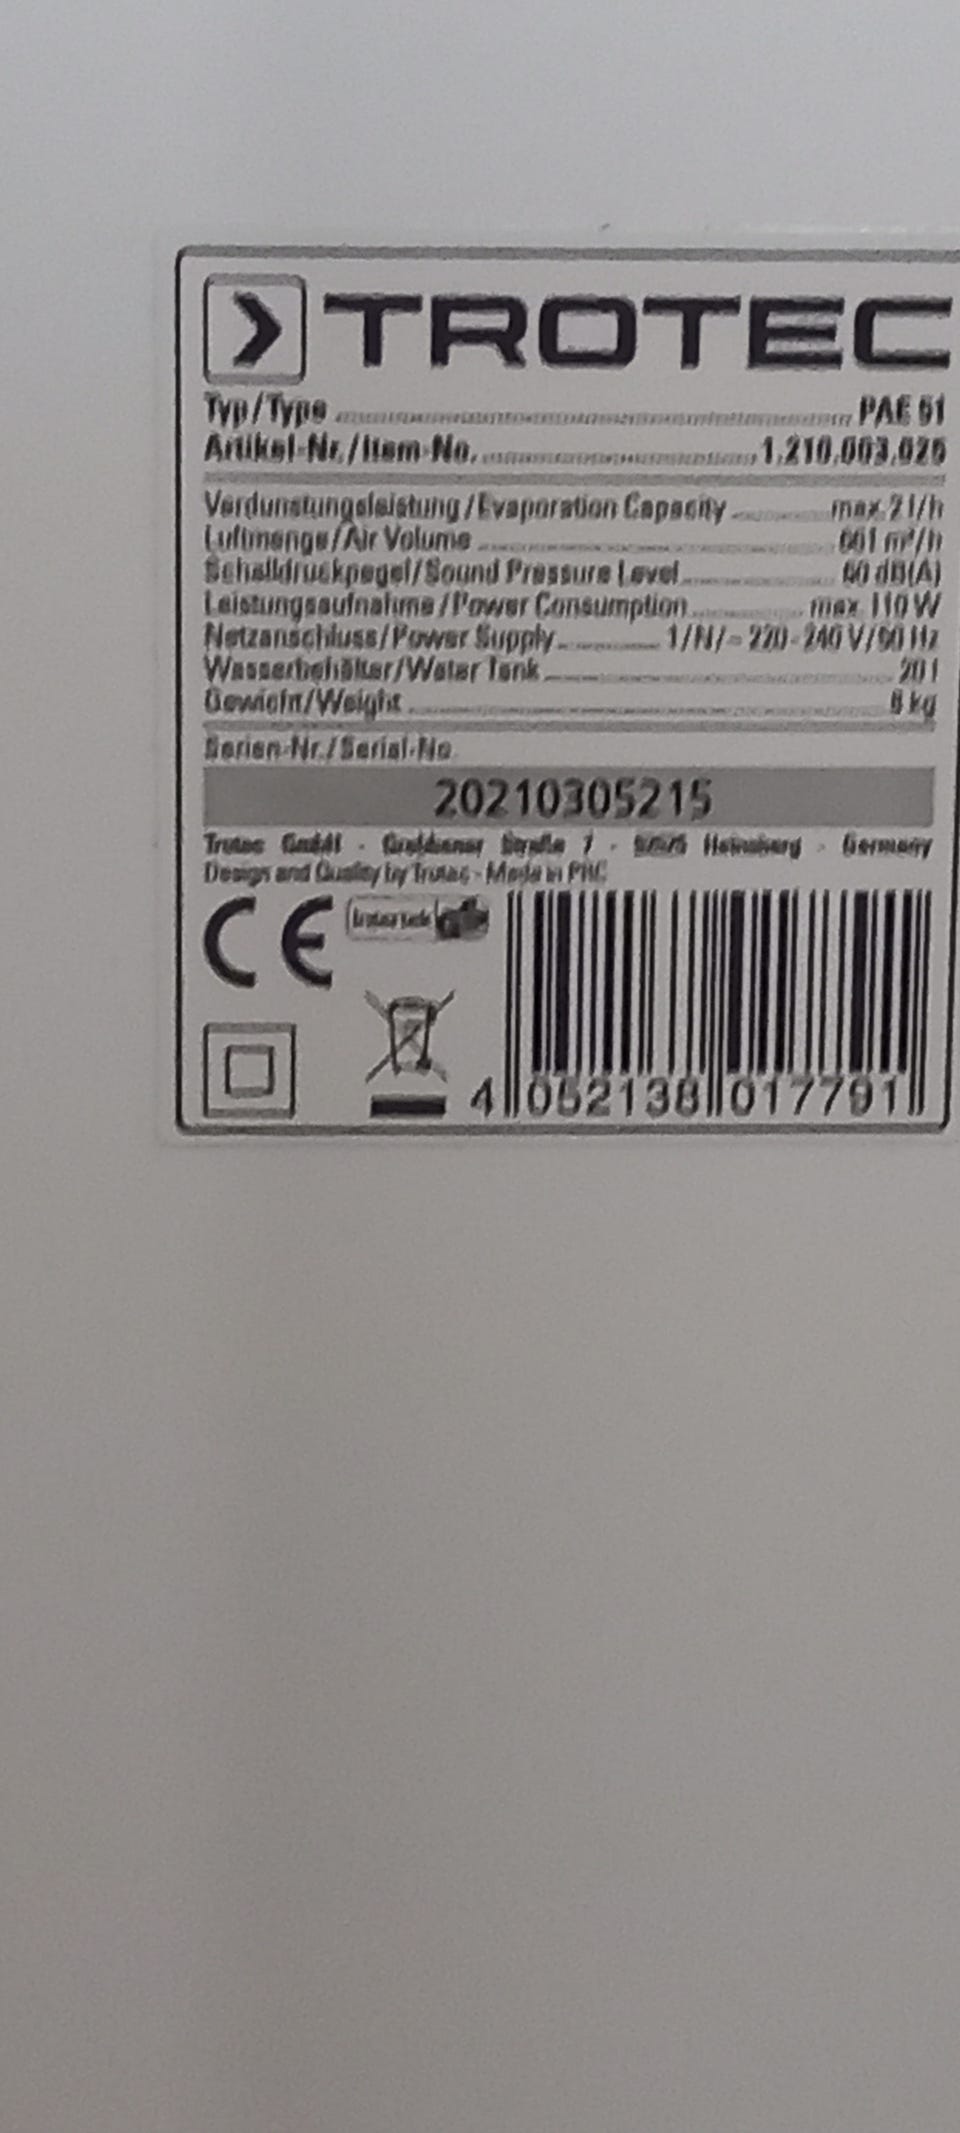 TROTEC
Typ/Type PAE 51
Artikel-Nr./Item-No. 1.210.003.025
Verdunstungsleistung/Evaporation Capacity max. 2 l/h
Luftmenge/Air Volume m³/h
Schalldruckpegel/Sound Pressure Level 60 dB(A)
Leistungsaufnahme/Power Consumption max. 110 W
Netzanschluss/Power Supply 1/N/~ 220-240 V/50 Hz
Wasserbehälter/Water Tank 20 l
Gewicht/Weight kg
Serien-Nr./Serial-No.
20210305215
Trotec GmbH · Straße 7 · Heinsberg · Germany
Design and Quality by Trotec - Made in PRC
CE Intertek
4 052138 017791